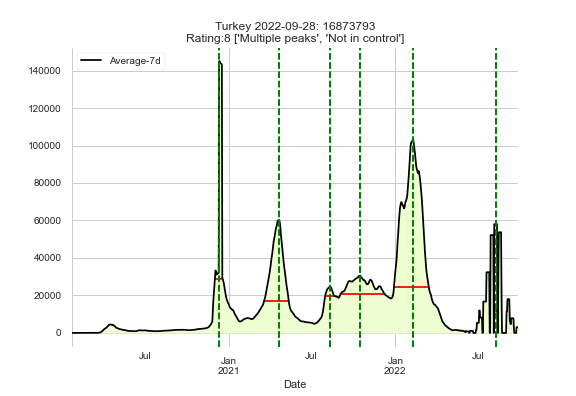 Turkey 2022-09-28: 16873793
Rating:8 ['Multiple peaks', 'Not in control']
Average-7d
140000
120000
100000
80000
60000
40000
20000
0
Jul
Jan
2021
Jul
Jan
2022
Jul
Date